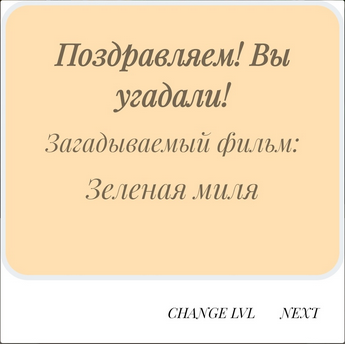 Поздравляем! Вы
угадали!
Загадываемый фильм:
Зеленая миля
CHANGE LVL NEXT